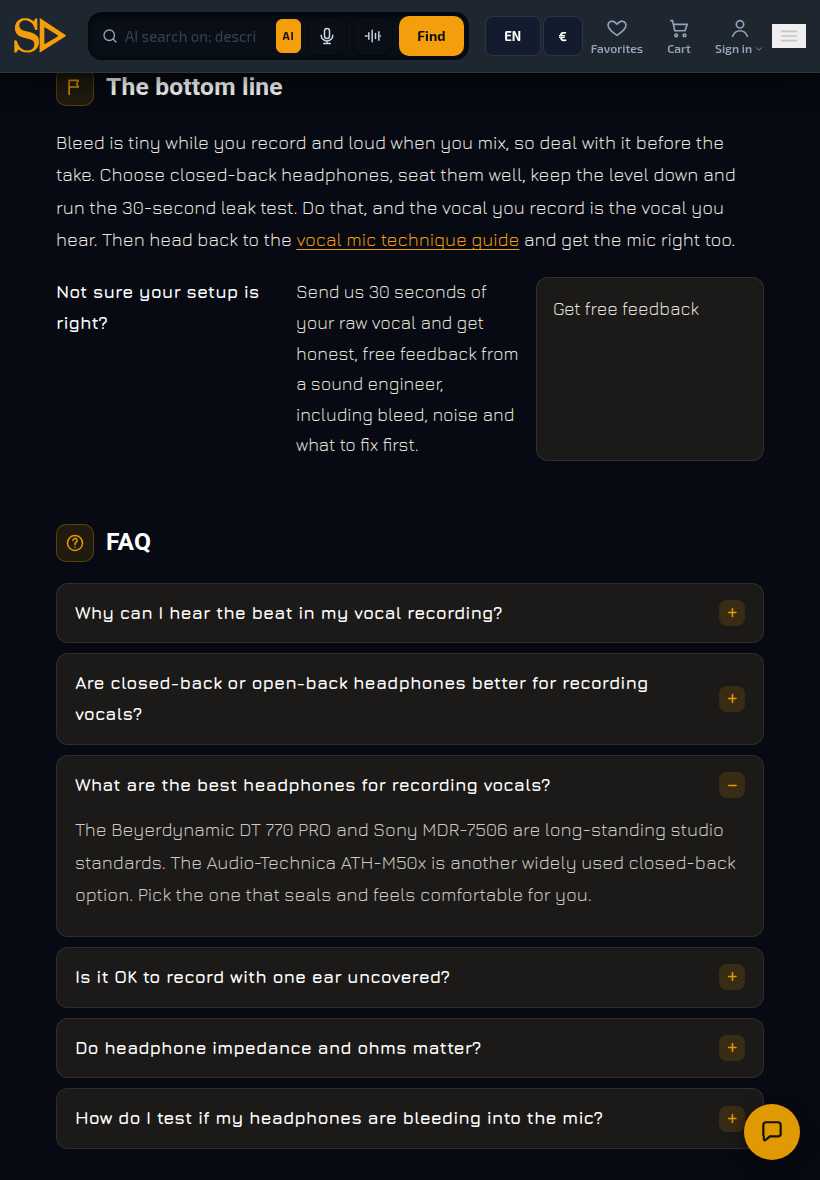 SD
AI search on: descri
AI
Find
EN
€
Favorites
Cart
Sign in
The bottom line
Bleed is tiny while you record and loud when you mix, so deal with it before the
take. Choose closed-back headphones, seat them well, keep the level down and
run the 30-second leak test. Do that, and the vocal you record is the vocal you
hear. Then head back to the vocal mic technique guide and get the mic right too.
Not sure your setup is
right?
Send us 30 seconds of
your raw vocal and get
honest, free feedback from
a sound engineer,
including bleed, noise and
what to fix first.
Get free feedback
FAQ
Why can I hear the beat in my vocal recording?
Are closed-back or open-back headphones better for recording
vocals?
What are the best headphones for recording vocals?
The Beyerdynamic DT 770 PRO and Sony MDR-7506 are long-standing studio
standards. The Audio-Technica ATH-M50x is another widely used closed-back
option. Pick the one that seals and feels comfortable for you.
Is it OK to record with one ear uncovered?
Do headphone impedance and ohms matter?
How do I test if my headphones are bleeding into the mic?